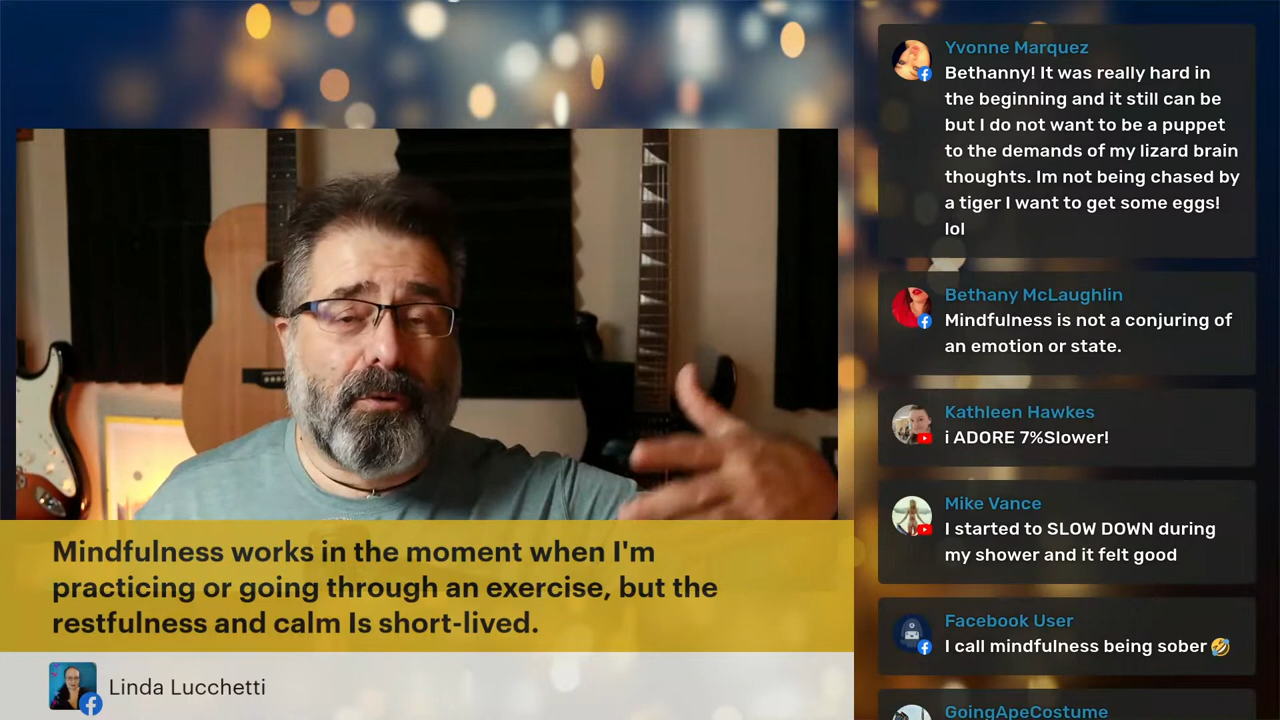 Mindfulness works in the moment when I'm
practicing or going through an exercise, but the
restfulness and calm Is short-lived.
Linda Lucchetti
Yvonne Marquez
Bethanny! It was really hard in
the beginning and it still can be
but I do not want to be a puppet
to the demands of my lizard brain
thoughts. Im not being chased by
a tiger I want to get some eggs!
lol
Bethany McLaughlin
Mindfulness is not a conjuring of
an emotion or state.
Kathleen Hawkes
i ADORE 7%Slower!
Mike Vance
I started to SLOW DOWN during
my shower and it felt good
Facebook User
I call mindfulness being sober 🤣
GoingApeCostume